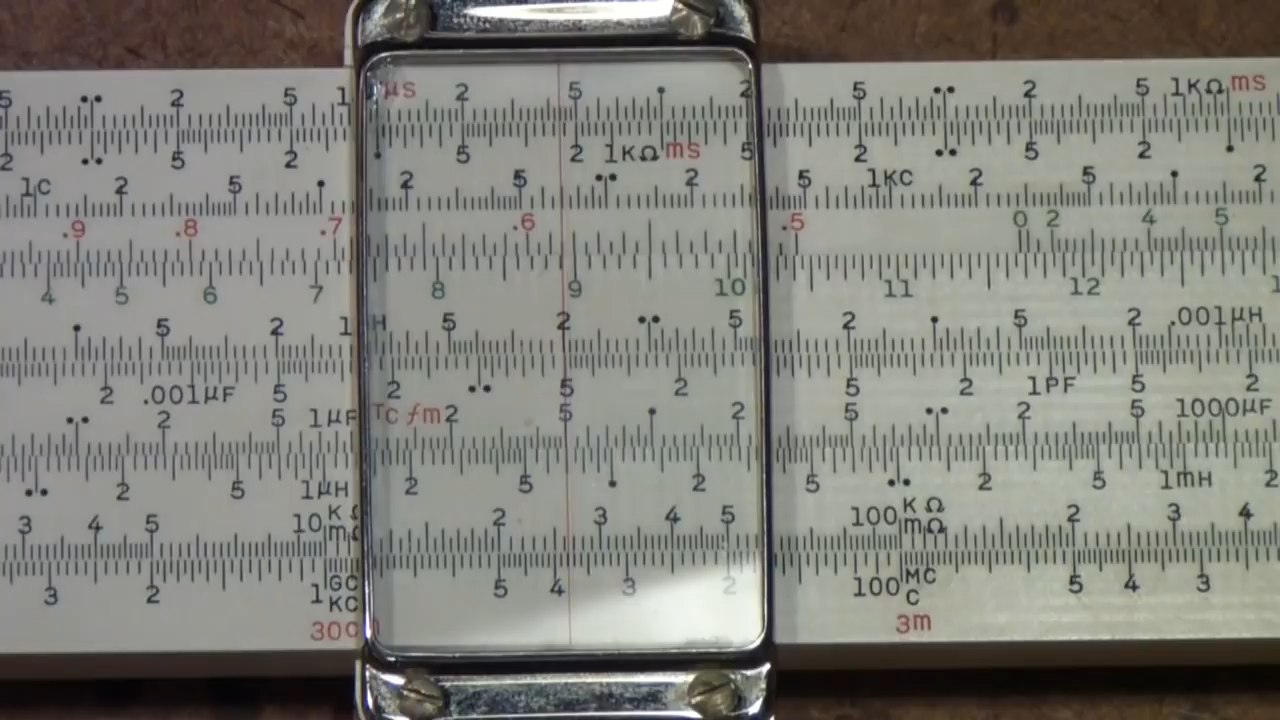 5 2 5 1 µs 2 5 2 5 2 5 1KΩ ms
2 5 2 5 2 1KΩ ms 5 2 5 2
1C 2 5 2 5 2 5 1KC 2 5 2
.9 .8 .7 .6 .5 0 2 4 5
4 5 6 7 8 9 10 11 12 1
5 2 1 H 5 2 5 2 5 2 .001µH
2 .001µF 5 2 5 2 5 2 1PF 5 2
2 5 1µF Tc ƒm 2 5 2 5 2 5 1000µF
2 5 1µH 2 5 2 5 2 5 1mH 2
3 4 5 10 K mΩ 2 3 4 5 100 KΩ mΩ 2 3 4
3 2 1 GC KC 5 4 3 2 100 MC C 5 4 3
30c 3m